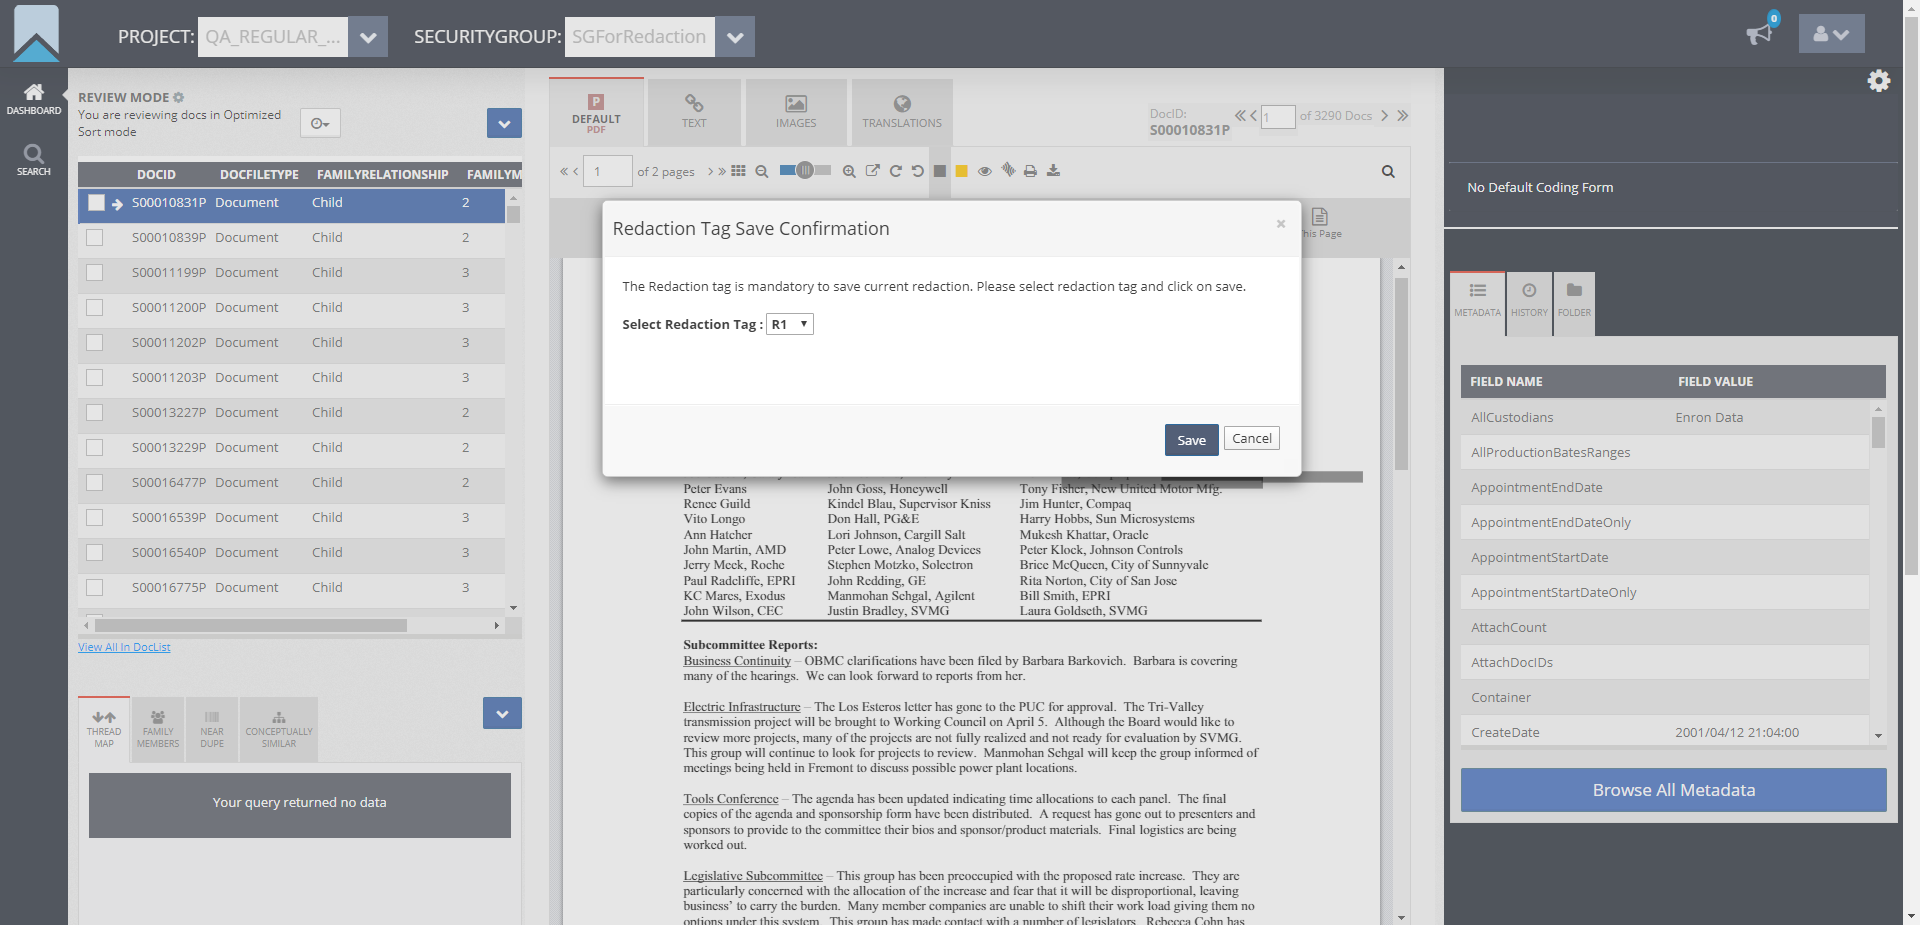 PROJECT: QA_REGULAR_... SECURITYGROUP: SGForRedaction
0
DASHBOARD
SEARCH
REVIEW MODE
You are reviewing docs in Optimized
Sort mode
DOCID DOCFILETYPE FAMILYRELATIONSHIP FAMILYM
S00010831P Document Child 2
S00010839P Document Child 2
S00011199P Document Child 3
S00011200P Document Child 3
S00011202P Document Child 3
S00011203P Document Child 3
S00013227P Document Child 2
S00013229P Document Child 2
S00016477P Document Child 2
S00016539P Document Child 3
S00016540P Document Child 3
S00016775P Document Child 3
View All In DocList
THREAD MAP
FAMILY MEMBERS
NEAR DUPE
CONCEPTUALLY SIMILAR
Your query returned no data
P
DEFAULT
PDF
TEXT
IMAGES
TRANSLATIONS
DocID:
S00010831P
1 of 3290 Docs
1 of 2 pages
his Page
Redaction Tag Save Confirmation
×
The Redaction tag is mandatory to save current redaction. Please select redaction tag and click on save.
Select Redaction Tag : R1
Save Cancel
Peter Evans John Goss, Honeywell Tony Fisher, New United Motor Mfg.
Renee Guild Kindel Blau, Supervisor Kniss Jim Hunter, Compaq
Vito Longo Don Hall, PG&E Harry Hobbs, Sun Microsystems
Ann Hatcher Lori Johnson, Cargill Salt Mukesh Khattar, Oracle
John Martin, AMD Peter Lowe, Analog Devices Peter Klock, Johnson Controls
Jerry Meek, Roche Stephen Motzko, Solectron Brice McQueen, City of Sunnyvale
Paul Radcliffe, EPRI John Redding, GE Rita Norton, City of San Jose
KC Mares, Exodus Manmohan Sehgal, Agilent Bill Smith, EPRI
John Wilson, CEC Justin Bradley, SVMG Laura Goldseth, SVMG
Subcommittee Reports:
Business Continuity – OBMC clarifications have been filed by Barbara Barkovich. Barbara is covering
many of the hearings. We can look forward to reports from her.
Electric Infrastructure – The Los Esteros letter has gone to the PUC for approval. The Tri-Valley
transmission project will be brought to Working Council on April 5. Although the Board would like to
review more projects, many of the projects are not fully realized and not ready for evaluation by SVMG.
This group will continue to look for projects to review. Manmohan Sehgal will keep the group informed of
meetings being held in Fremont to discuss possible power plant locations.
Tools Conference – The agenda has been updated indicating time allocations to each panel. The final
copies of the agenda and sponsorship form have been distributed. A request has gone out to presenters and
sponsors to provide to the committee their bios and sponsor/product materials. Final logistics are being
worked out.
Legislative Subcommittee – This group has been preoccupied with the proposed rate increase. They are
particularly concerned with the allocation of the increase and fear that it will be disproportional, leaving
business’ to carry the burden. Many member companies are unable to shift their work load giving them no
options under this system. This group has made contact with a number of legislators. Rebecca Cohn has
No Default Coding Form
METADATA
HISTORY
FOLDER
FIELD NAME FIELD VALUE
AllCustodians Enron Data
AllProductionBatesRanges
AppointmentEndDate
AppointmentEndDateOnly
AppointmentStartDate
AppointmentStartDateOnly
AttachCount
AttachDocIDs
Container
CreateDate 2001/04/12 21:04:00
Browse All Metadata